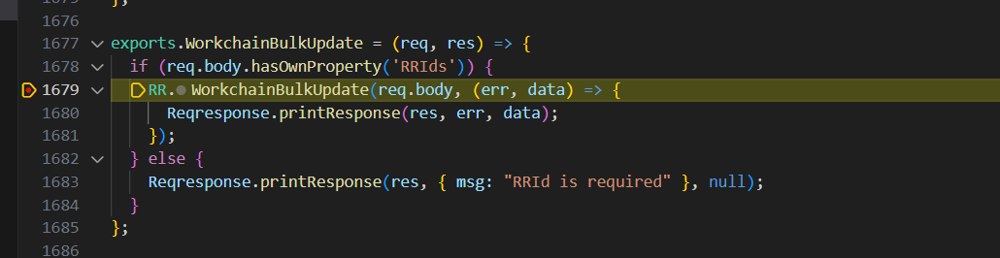 1675 };
1676
1677 exports.WorkchainBulkUpdate = (req, res) => {
1678 if (req.body.hasOwnProperty('RRIds')) {
1679 RR. WorkchainBulkUpdate(req.body, (err, data) => {
1680 Reqresponse.printResponse(res, err, data);
1681 });
1682 } else {
1683 Reqresponse.printResponse(res, { msg: "RRId is required" }, null);
1684 }
1685 };
1686